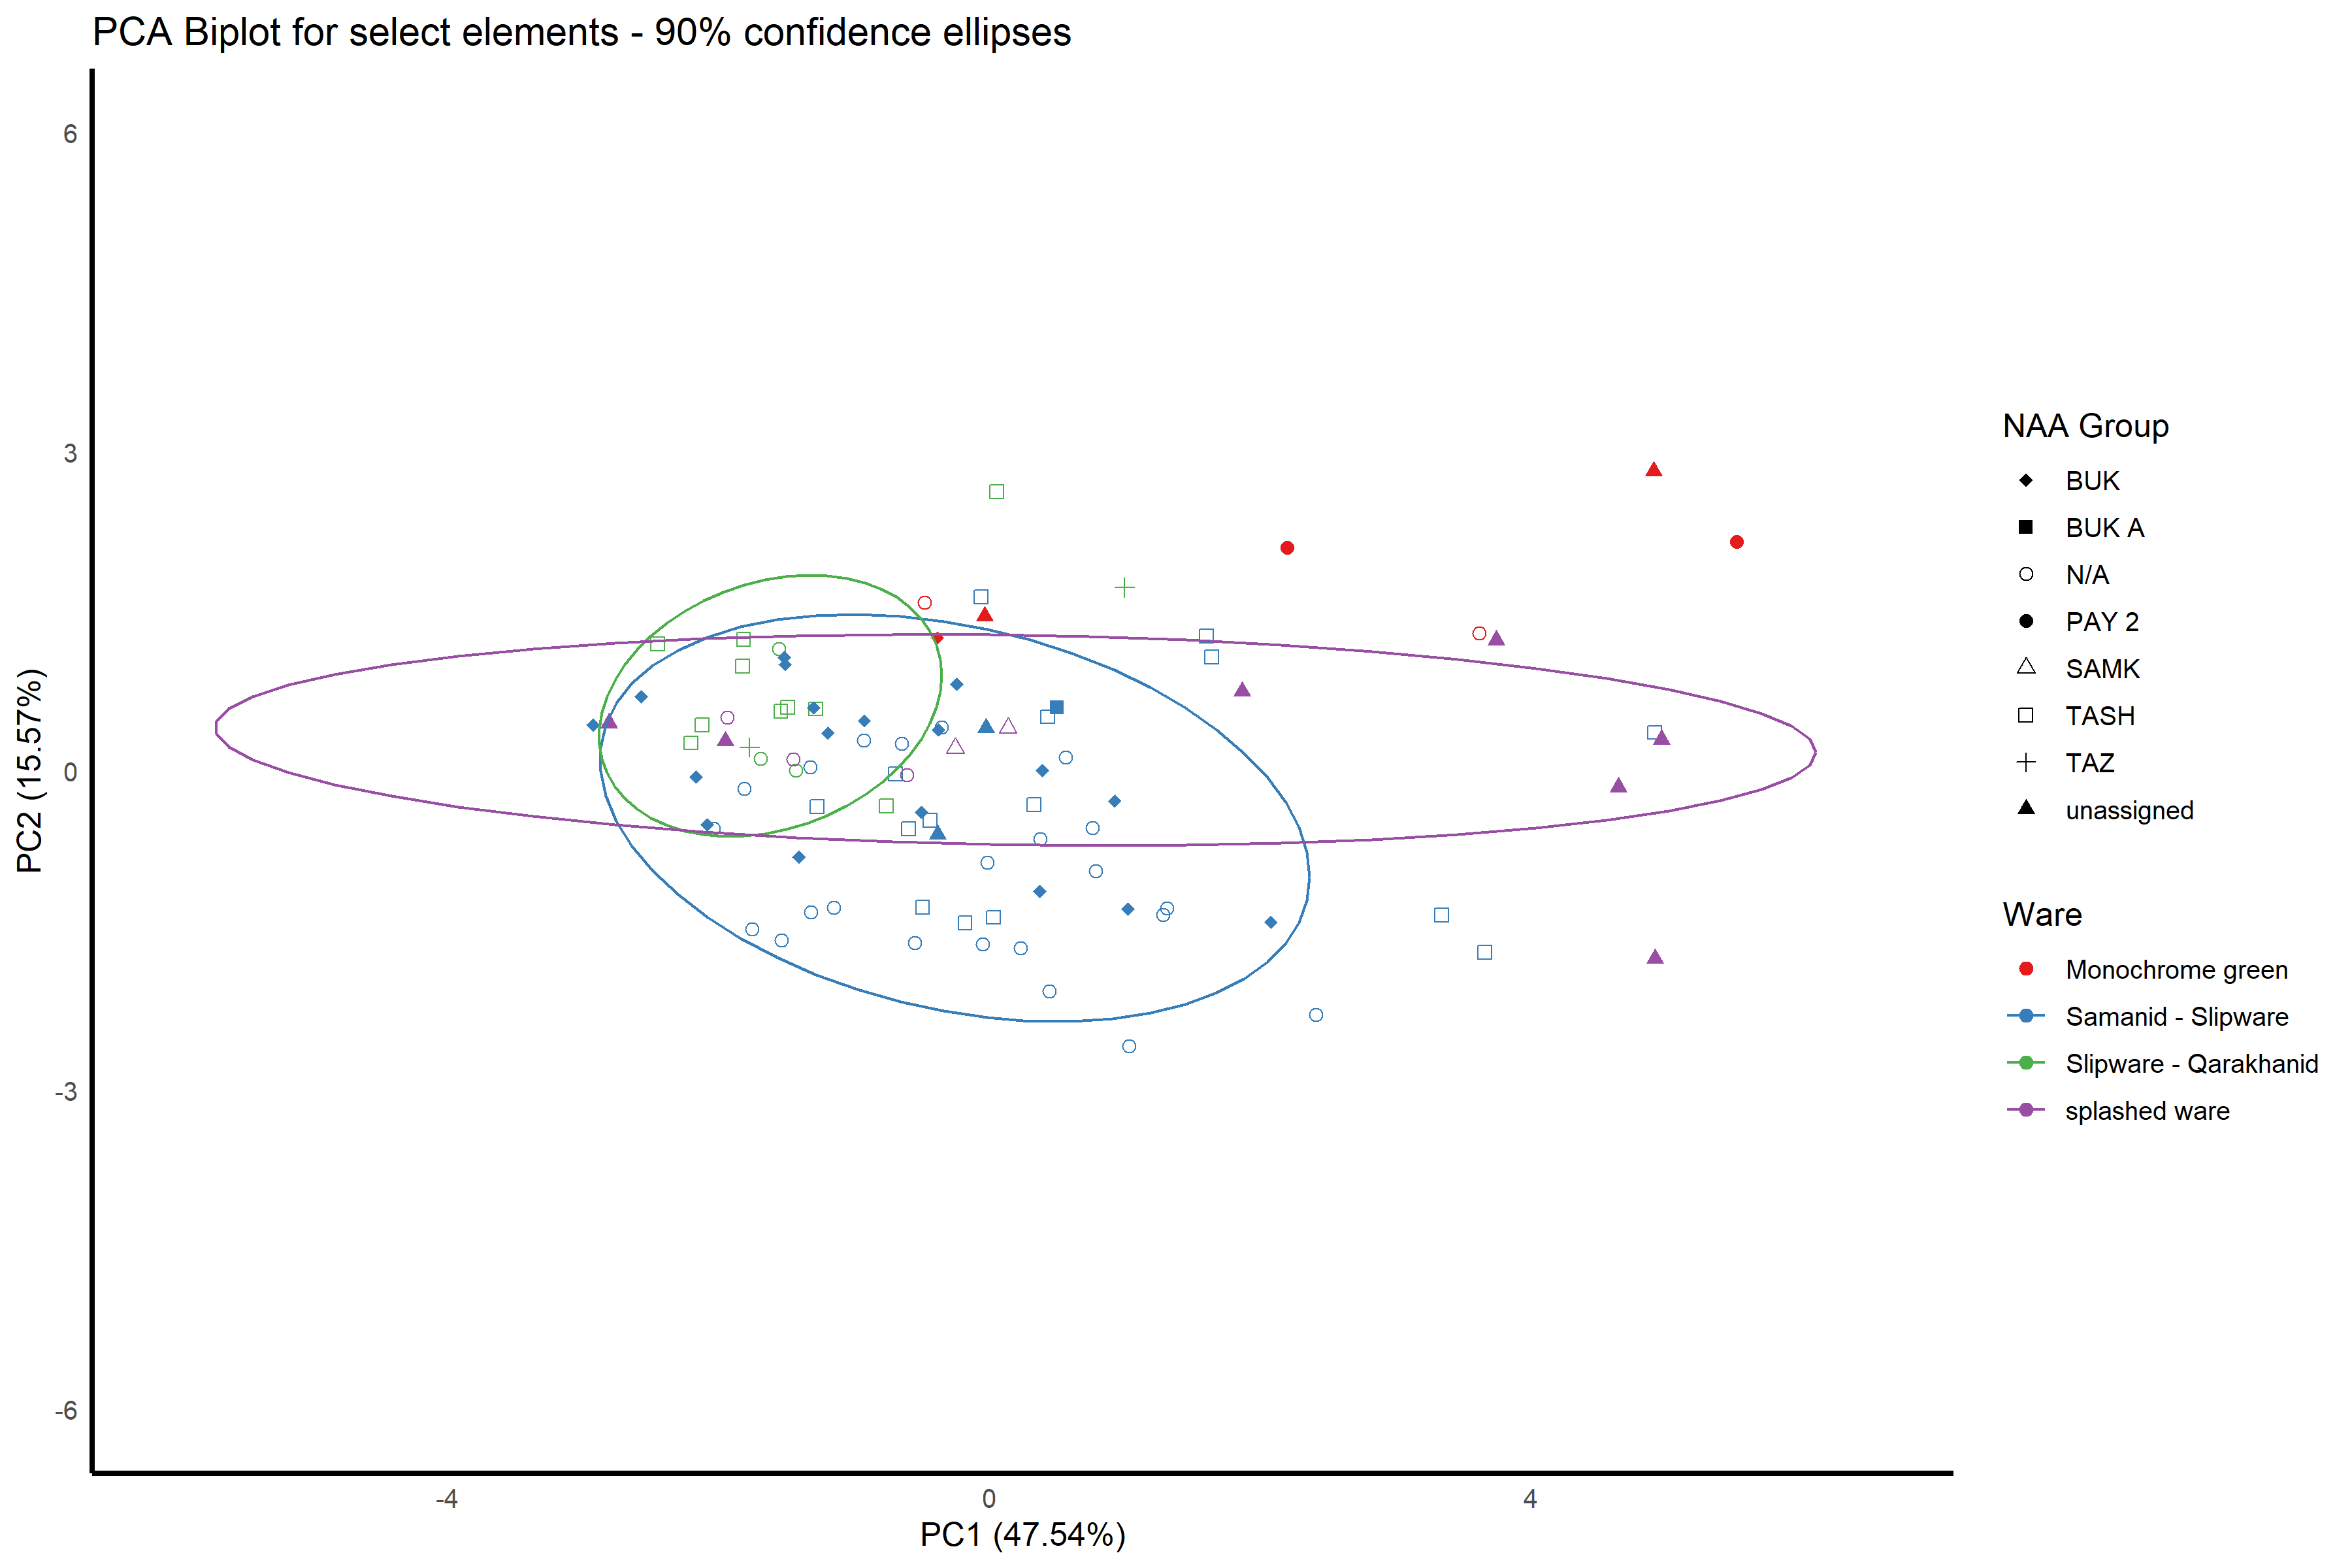 PCA Biplot for select elements - 90% confidence ellipses
6
3
0
-3
-6
PC2 (15.57%)
-4
0
4
PC1 (47.54%)
NAA Group
BUK
BUK A
N/A
PAY 2
SAMK
TASH
TAZ
unassigned
Ware
Monochrome green
Samanid - Slipware
Slipware - Qarakhanid
splashed ware